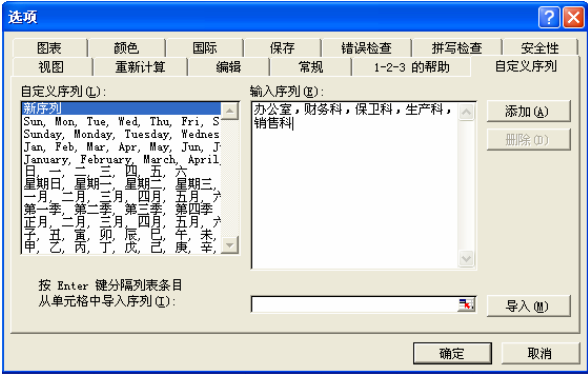 选项
图表 颜色 国际 保存 错误检查 拼写检查 安全性
视图 重新计算 编辑 常规 1-2-3 的帮助 自定义序列
自定义序列(L): 输入序列(E):
新序列
Sun, Mon, Tue, Wed, Thu, Fri, S
Sunday, Monday, Tuesday, Wednes
Jan, Feb, Mar, Apr, May, Jun, J
January, February, March, April
日, 一, 二, 三, 四, 五, 六
星期日, 星期一, 星期二, 星期三,
一月, 二月, 三月, 四月, 五月, 六
第一季, 第二季, 第三季, 第四季
正月, 二月, 三月, 四月, 五月, 六
子, 丑, 寅, 卯, 辰, 巳, 午, 未,
甲, 乙, 丙, 丁, 戊, 己, 庚, 辛,
办公室，财务科，保卫科，生产科，
销售科
添加(A)
删除(D)
按 Enter 键分隔列表条目
从单元格中导入序列(I):
导入(M)
确定 取消